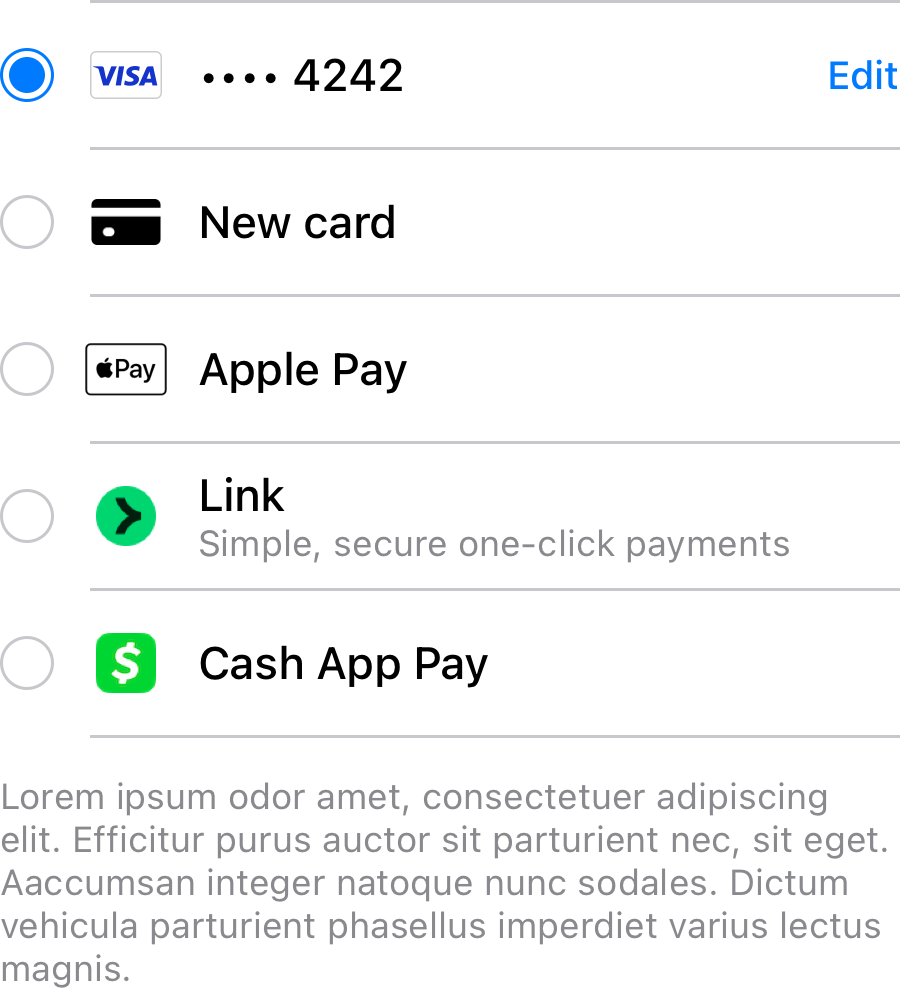 VISA •••• 4242 Edit
New card
Pay Apple Pay
Link
Simple, secure one-click payments
$ Cash App Pay
Lorem ipsum odor amet, consectetuer adipiscing
elit. Efficitur purus auctor sit parturient nec, sit eget.
Aaccumsan integer natoque nunc sodales. Dictum
vehicula parturient phasellus imperdiet varius lectus
magnis.